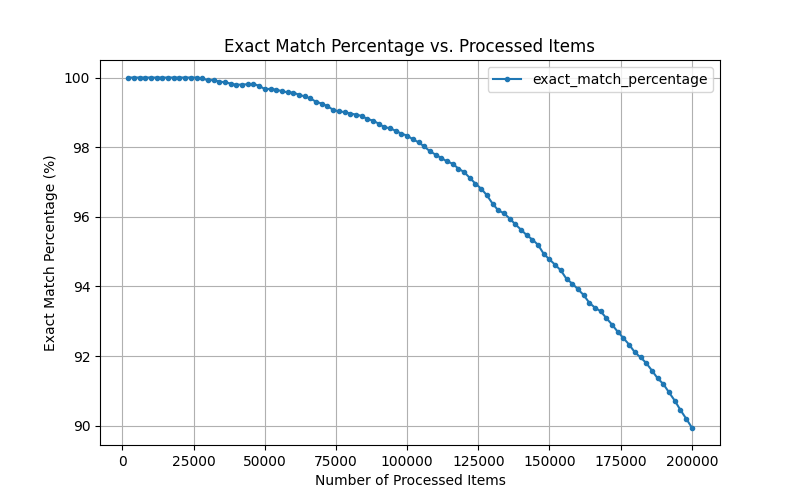 Exact Match Percentage vs. Processed Items
exact_match_percentage
100
98
96
94
92
90
Exact Match Percentage (%)
0 25000 50000 75000 100000 125000 150000 175000 200000
Number of Processed Items